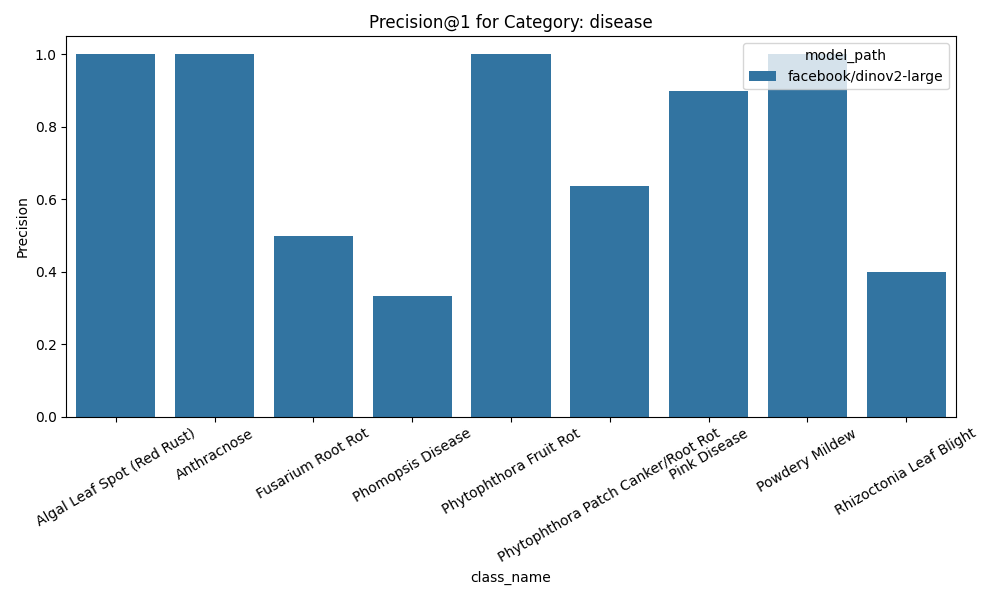 Precision@1 for Category: disease
model_path
facebook/dinov2-large
Precision
1.0
0.8
0.6
0.4
0.2
0.0
Algal Leaf Spot (Red Rust)
Anthracnose
Fusarium Root Rot
Phomopsis Disease
Phytophthora Fruit Rot
Phytophthora Patch Canker/Root Rot
Pink Disease
Powdery Mildew
Rhizoctonia Leaf Blight
class_name